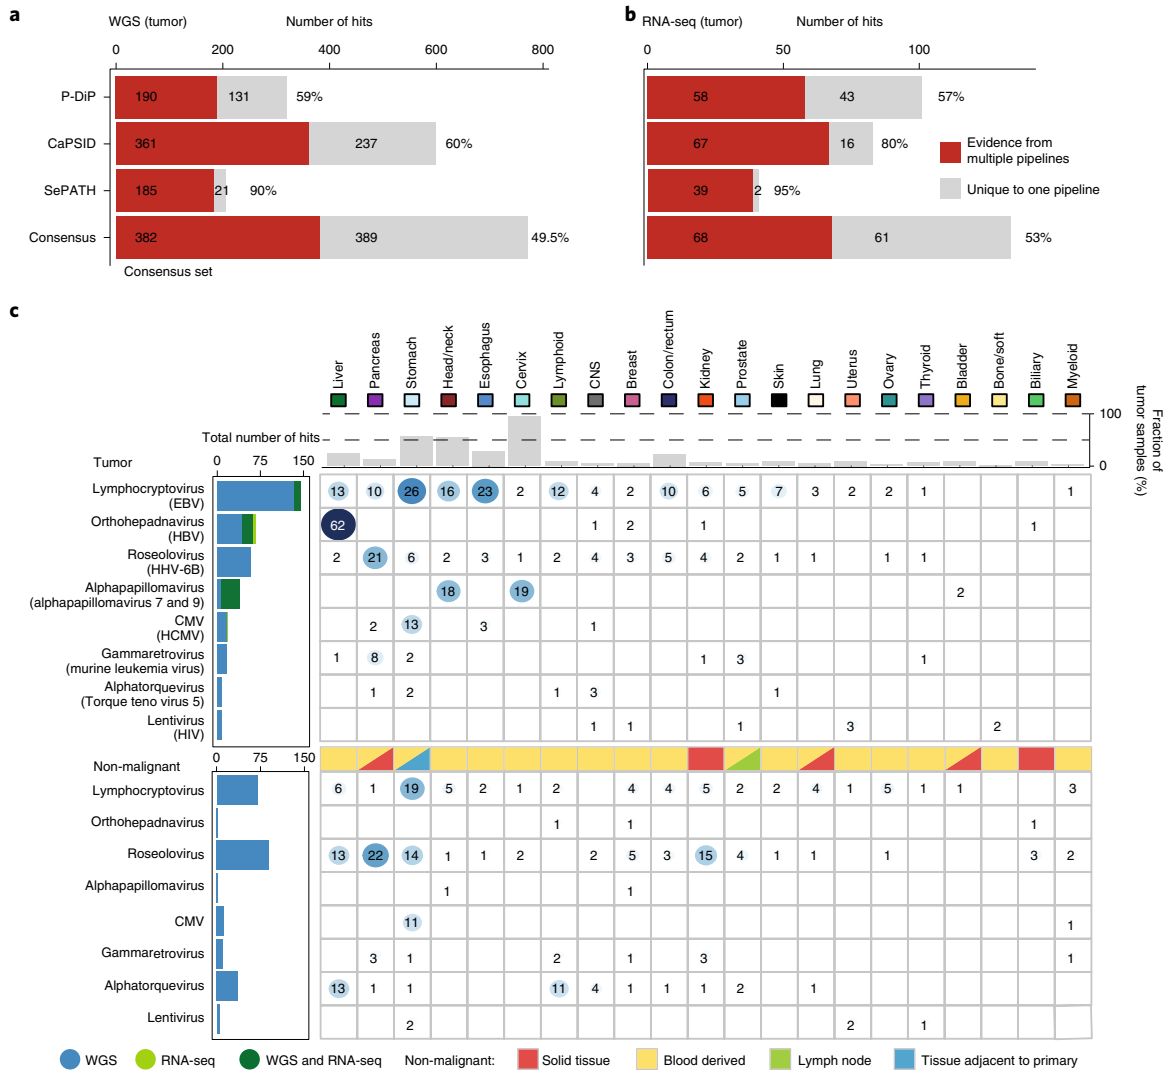 a
WGS (tumor)
Number of hits
0 200 400 600 800
P-DiP 190 131 59%
CaPSID 361 237 60%
SePATH 185 21 90%
Consensus 382 389 49.5%
Consensus set
b
RNA-seq (tumor)
Number of hits
0 50 100
58 43 57%
67 16 80%
39 2 95%
68 61 53%
Evidence from
multiple pipelines
Unique to one pipeline
c
Liver
Pancreas
Stomach
Head/neck
Esophagus
Cervix
Lymphoid
CNS
Breast
Colon/rectum
Kidney
Prostate
Skin
Lung
Uterus
Ovary
Thyroid
Bladder
Bone/soft
Biliary
Myeloid
100
0
Fraction of
tumor samples (%)
Total number of hits
Tumor
0 75 150
Lymphocryptovirus
(EBV)
13 10 26 16 23 2 12 4 2 10 6 5 7 3 2 2 1 1
Orthohepadnavirus
(HBV)
62 1 2 1 1
Roseolovirus
(HHV-6B)
2 21 6 2 3 1 2 4 3 5 4 2 1 1 1 1
Alphapapillomavirus
(alphapapillomavirus 7 and 9)
18 19 2
CMV
(HCMV)
2 13 3 1
Gammaretrovirus
(murine leukemia virus)
1 8 2 1 3 1
Alphatorquevirus
(Torque teno virus 5)
1 2 1 3 1
Lentivirus
(HIV)
1 1 1 3 2
Non-malignant
0 75 150
Lymphocryptovirus
6 1 19 5 2 1 2 4 4 5 2 2 4 1 5 1 1 3
Orthohepadnavirus
1 1 1
Roseolovirus
13 22 14 1 1 2 2 5 3 15 4 1 1 1 3 2
Alphapapillomavirus
1 1
CMV
11 1
Gammaretrovirus
3 1 2 1 3 1
Alphatorquevirus
13 1 1 11 4 1 1 1 2 1
Lentivirus
2 2 1
WGS
RNA-seq
WGS and RNA-seq
Non-malignant:
Solid tissue
Blood derived
Lymph node
Tissue adjacent to primary